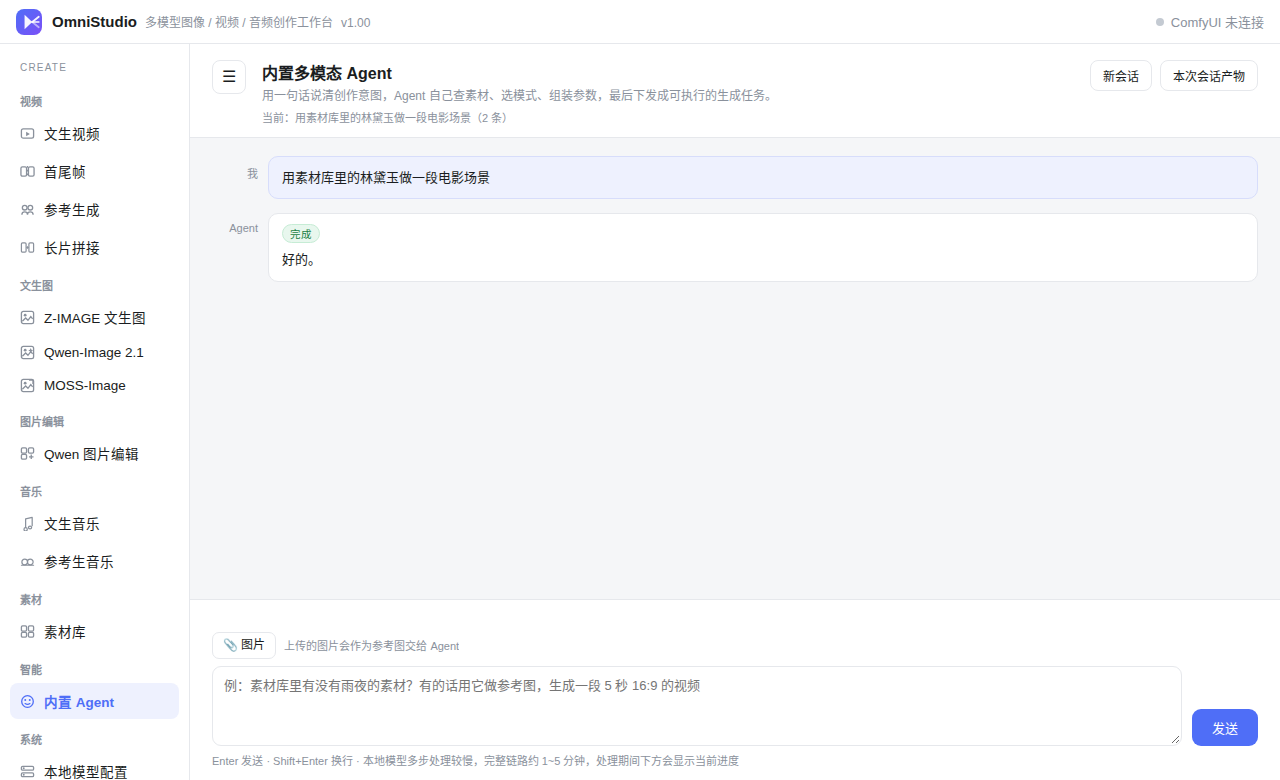 OmniStudio 多模型图像 / 视频 / 音频创作工作台 v1.00
ComfyUI 未连接
CREATE
视频
文生视频
首尾帧
参考生成
长片拼接
文生图
Z-IMAGE 文生图
Qwen-Image 2.1
MOSS-Image
图片编辑
Qwen 图片编辑
音乐
文生音乐
参考生音乐
素材
素材库
智能
内置 Agent
系统
本地模型配置
内置多模态 Agent
用一句话说清创作意图，Agent 自己查素材、选模式、组装参数，最后下发成可执行的生成任务。
当前：用素材库里的林黛玉做一段电影场景（2 条）
新会话
本次会话产物
我
用素材库里的林黛玉做一段电影场景
Agent
完成
好的。
图片
上传的图片会作为参考图交给 Agent
例：素材库里有没有雨夜的素材？有的话用它做参考图，生成一段 5 秒 16:9 的视频
发送
Enter 发送 · Shift+Enter 换行 · 本地模型多步处理较慢，完整链路约 1~5 分钟，处理期间下方会显示当前进度